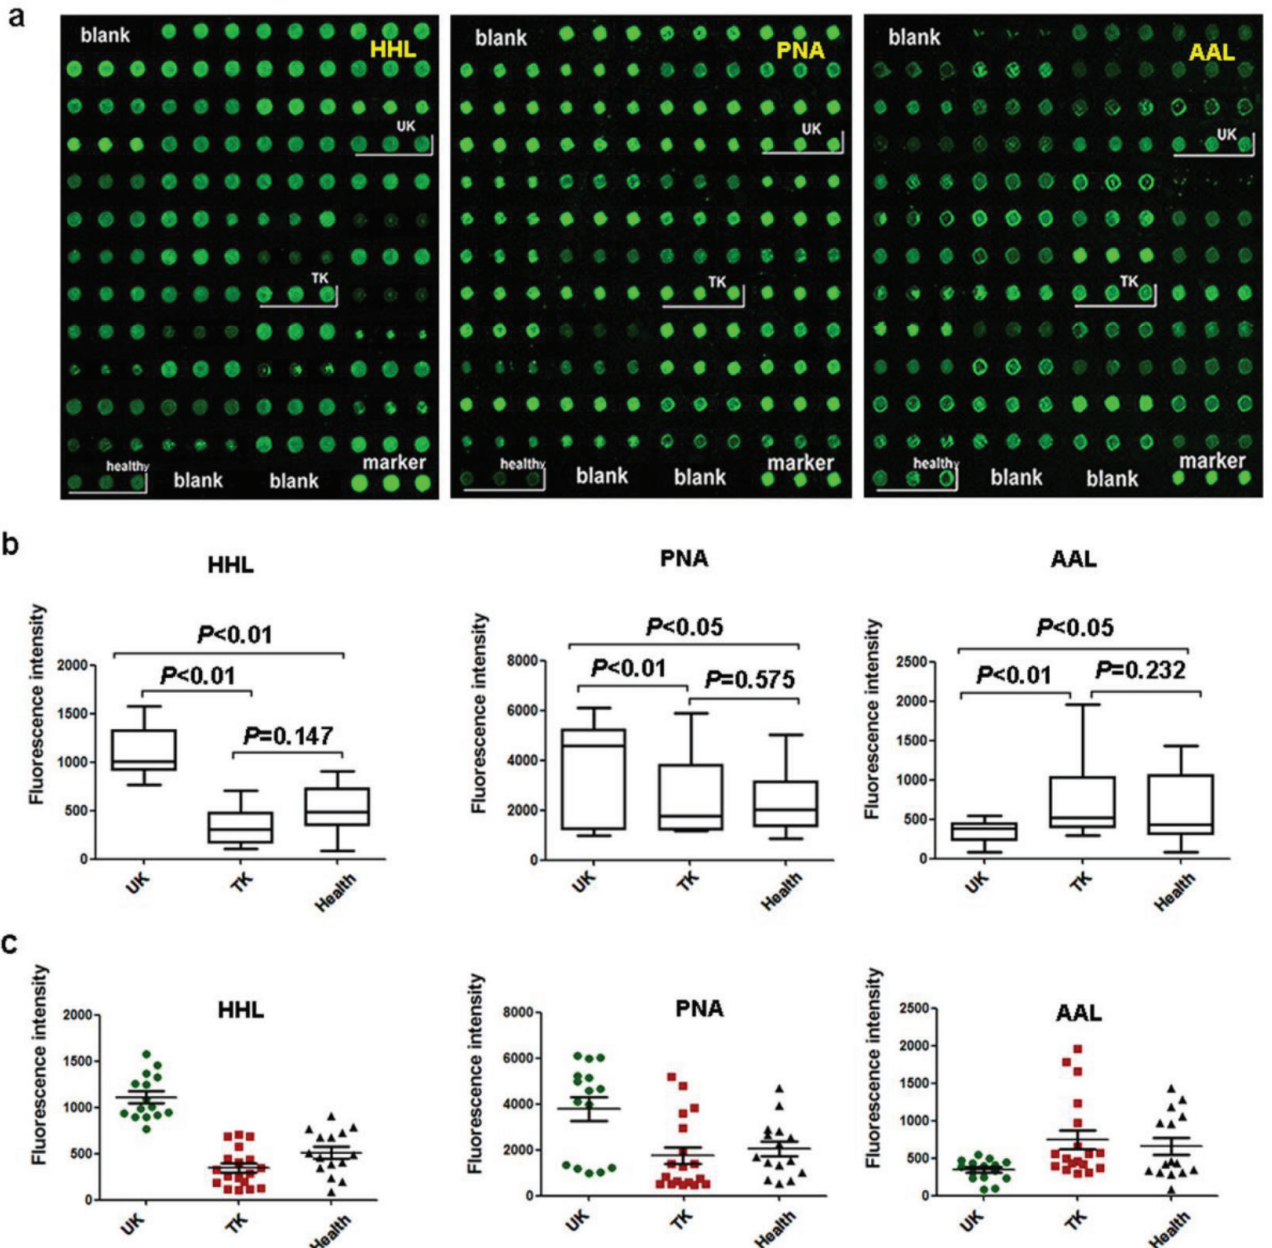 a
blank
HHL
UK
TK
healthy
blank
blank
marker
blank
PNA
UK
TK
healthy
blank
blank
marker
blank
AAL
UK
TK
healthy
blank
blank
marker
b
HHL
Fluorescence intensity
2000
1500
1000
500
0
P<0.01
P<0.01
P=0.147
UK
TK
Health
PNA
Fluorescence intensity
8000
6000
4000
2000
0
P<0.05
P<0.01
P=0.575
UK
TK
Health
AAL
Fluorescence intensity
2500
2000
1500
1000
500
0
P<0.05
P<0.01
P=0.232
UK
TK
Health
c
HHL
Fluorescence intensity
2000
1500
1000
500
0
UK
TK
Health
PNA
Fluorescence intensity
8000
6000
4000
2000
0
UK
TK
Health
AAL
Fluorescence intensity
2500
2000
1500
1000
500
0
UK
TK
Health